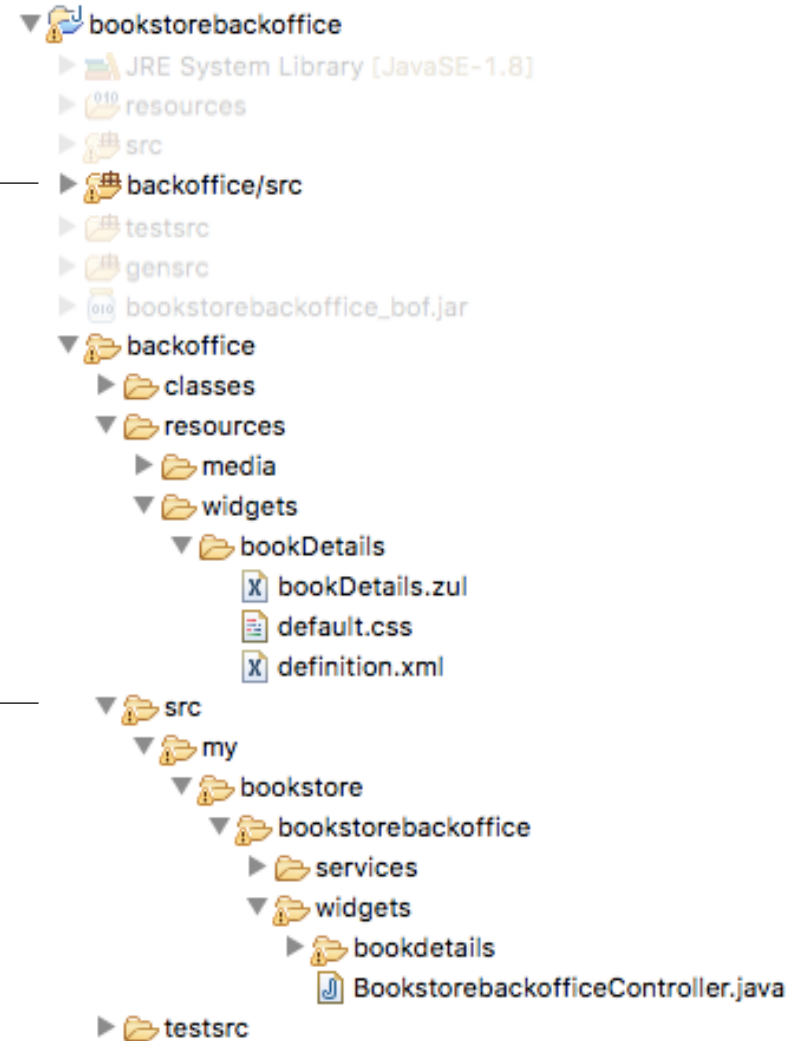 bookstorebackoffice
JRE System Library [JavaSE-1.8]
resources
src
backoffice/src
testsrc
gensrc
bookstorebackoffice_bof.jar
backoffice
classes
resources
media
widgets
bookDetails
bookDetails.zul
default.css
definition.xml
src
my
bookstore
bookstorebackoffice
services
widgets
bookdetails
BookstorebackofficeController.java
testsrc